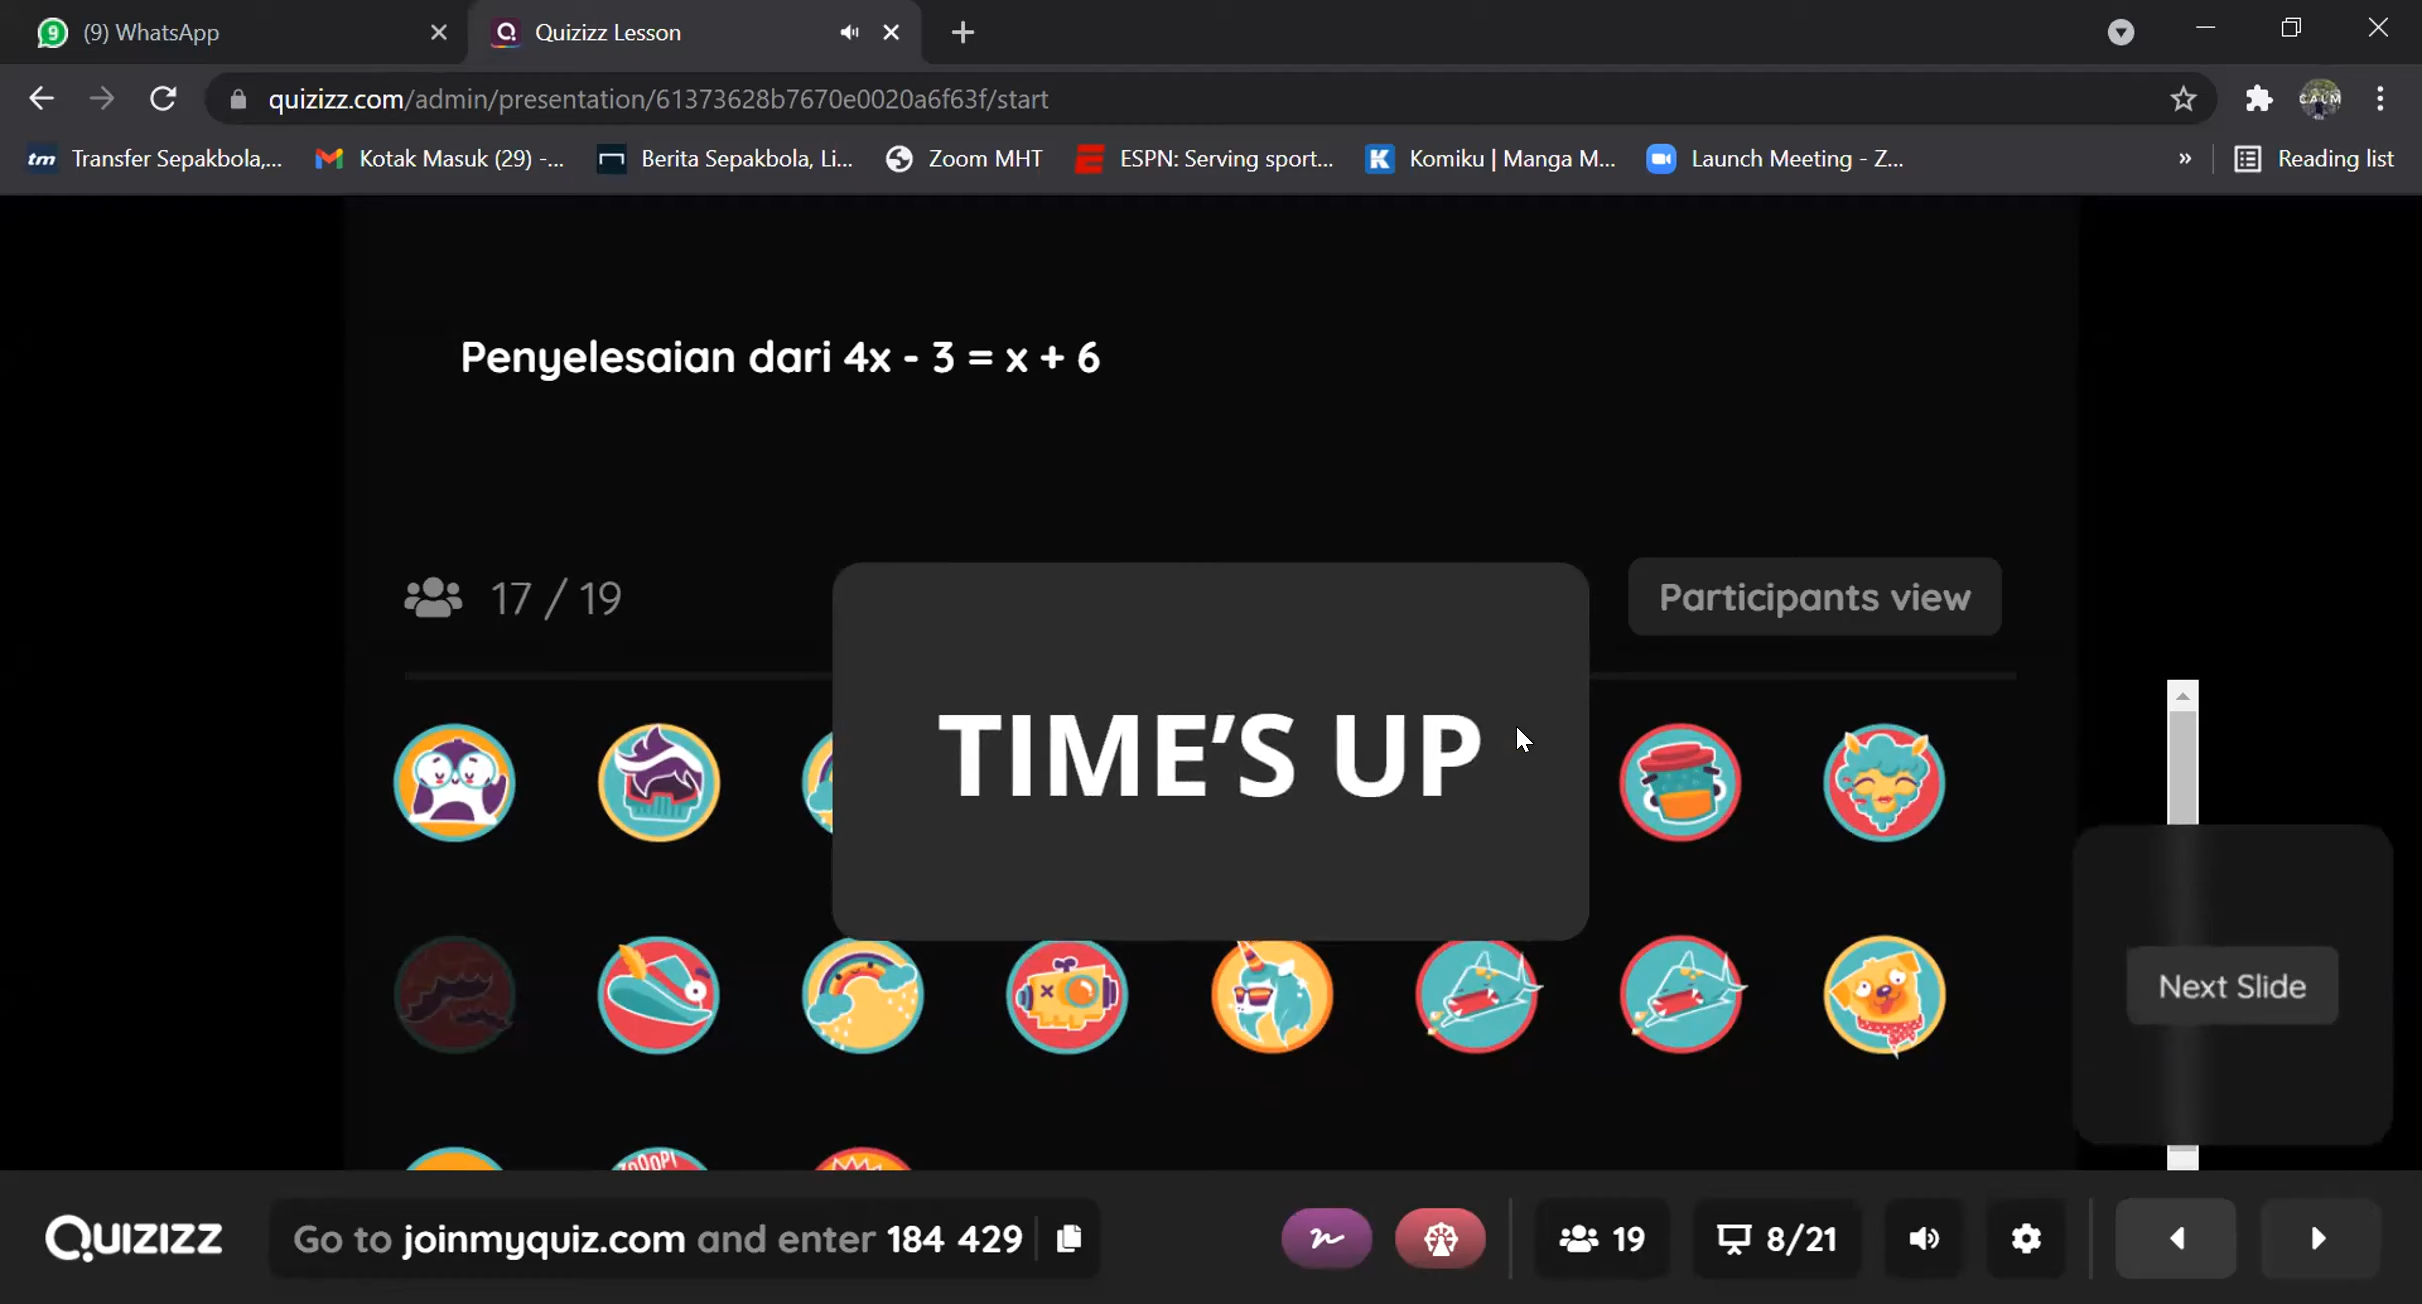 (9) WhatsApp
Quizizz Lesson
quizizz.com/admin/presentation/61373628b7670e0020a6f63f/start
tm Transfer Sepakbola,...
Kotak Masuk (29) -...
Berita Sepakbola, Li...
Zoom MHT
ESPN: Serving sport...
Komiku | Manga M...
Launch Meeting - Z...
»
Reading list
Penyelesaian dari 4x - 3 = x + 6
17 / 19
Participants view
TIME’S UP
Next Slide
ZOOOP!
QUIZIZZ
Go to joinmyquiz.com and enter 184 429
19
8/21